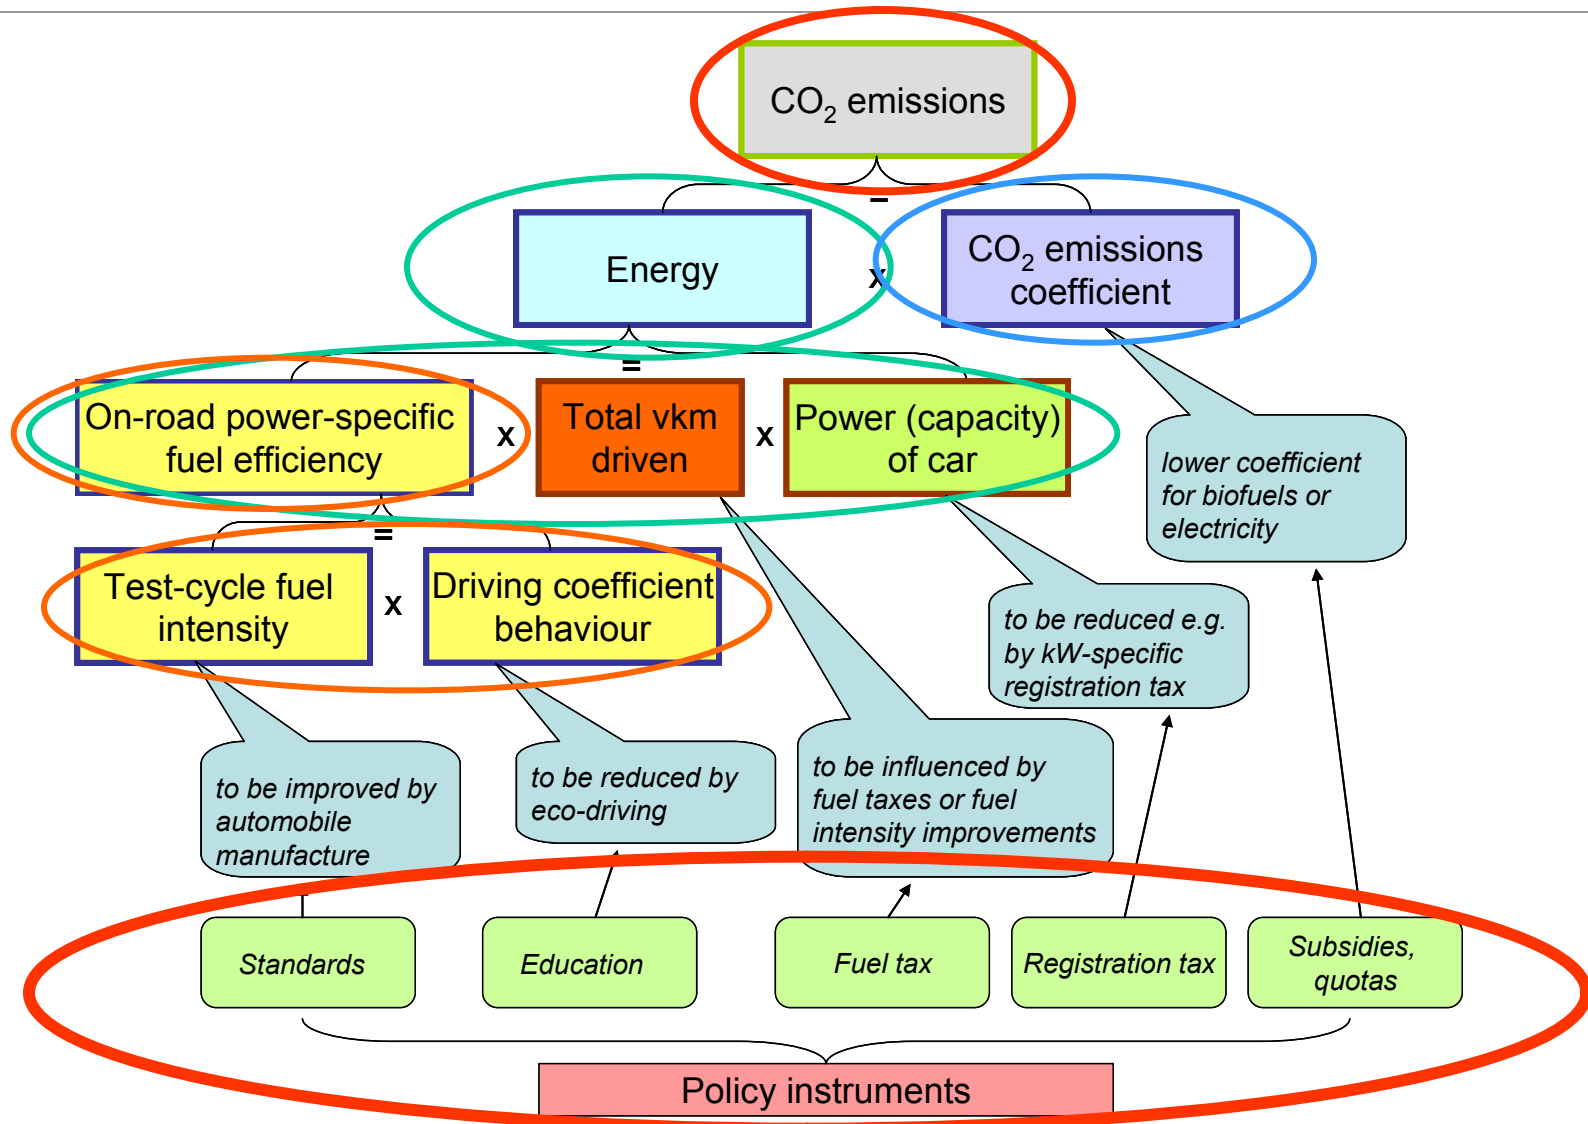 CO₂ emissions
=
Energy
x
CO₂ emissions
coefficient
=
On-road power-specific
fuel efficiency
x
Total vkm
driven
x
Power (capacity)
of car
lower coefficient
for biofuels or
electricity
=
Test-cycle fuel
intensity
x
Driving coefficient
behaviour
to be reduced e.g.
by kW-specific
registration tax
to be improved by
automobile
manufacture
to be reduced by
eco-driving
to be influenced by
fuel taxes or fuel
intensity improvements
Standards
Education
Fuel tax
Registration tax
Subsidies,
quotas
Policy instruments